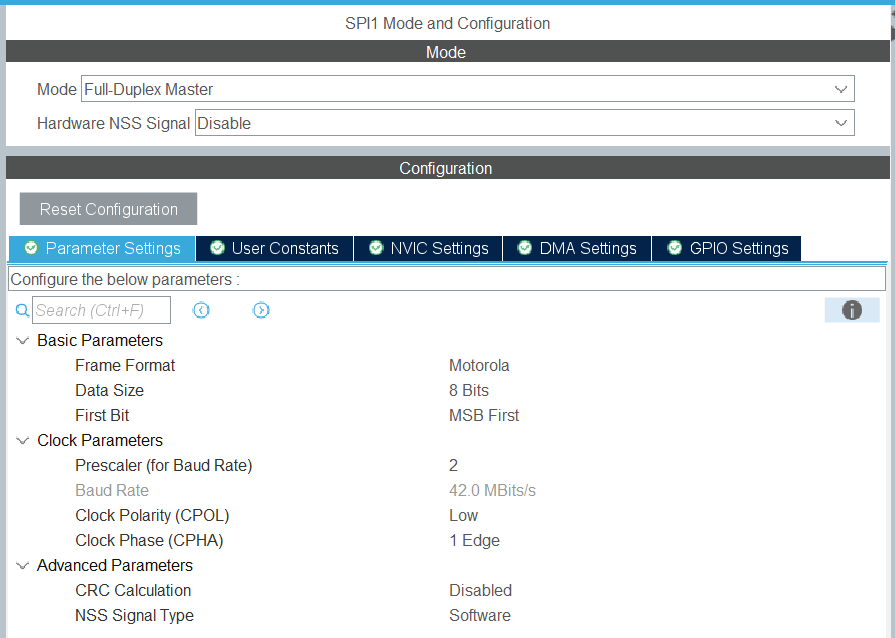 SPI1 Mode and Configuration
Mode
Mode Full-Duplex Master
Hardware NSS Signal Disable
Configuration
Reset Configuration
Parameter Settings User Constants NVIC Settings DMA Settings GPIO Settings
Configure the below parameters :
Search (Ctrl+F)
Basic Parameters
Frame Format Motorola
Data Size 8 Bits
First Bit MSB First
Clock Parameters
Prescaler (for Baud Rate) 2
Baud Rate 42.0 MBits/s
Clock Polarity (CPOL) Low
Clock Phase (CPHA) 1 Edge
Advanced Parameters
CRC Calculation Disabled
NSS Signal Type Software